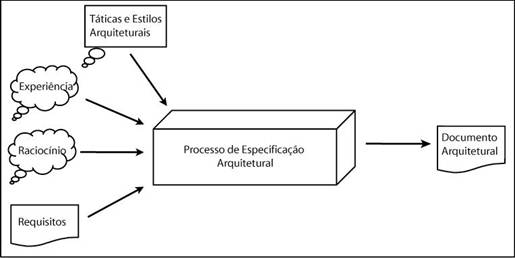 Táticas e Estilos
Arquiteturais
Experiência
Raciocínio
Requisitos
Processo de Especificação
Arquitetural
Documento
Arquitetural